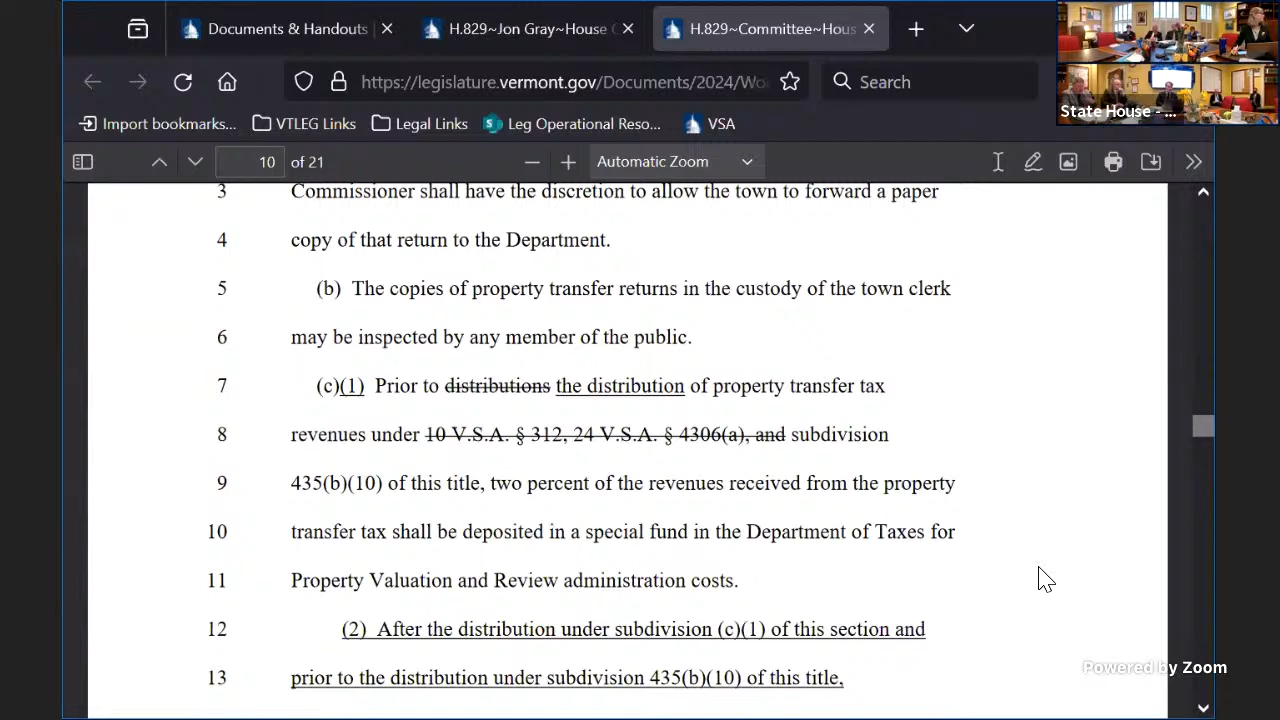 Documents & Handouts
H.829~Jon Gray~House C
H.829~Committee~Hous
https://legislature.vermont.gov/Documents/2024/Wo
Search
Import bookmarks...
VTLEG Links
Legal Links
Leg Operational Reso...
VSA
State House - ...
10 of 21
Automatic Zoom
3 Commissioner shall have the discretion to allow the town to forward a paper
4 copy of that return to the Department.
5 (b) The copies of property transfer returns in the custody of the town clerk
6 may be inspected by any member of the public.
7 (c)(1) Prior to distributions the distribution of property transfer tax
8 revenues under 10 V.S.A. § 312, 24 V.S.A. § 4306(a), and subdivision
9 435(b)(10) of this title, two percent of the revenues received from the property
10 transfer tax shall be deposited in a special fund in the Department of Taxes for
11 Property Valuation and Review administration costs.
12 (2) After the distribution under subdivision (c)(1) of this section and
13 prior to the distribution under subdivision 435(b)(10) of this title,
Powered by Zoom